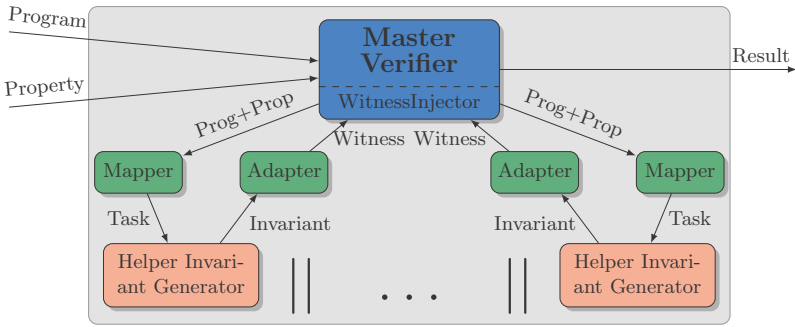 Program
Master
Verifier
Result
Property
WitnessInjector
Prog+Prop
Prog+Prop
Witness
Witness
Mapper
Adapter
Adapter
Mapper
Task
Invariant
Invariant
Task
Helper Invari-
ant Generator
. . .
Helper Invari-
ant Generator